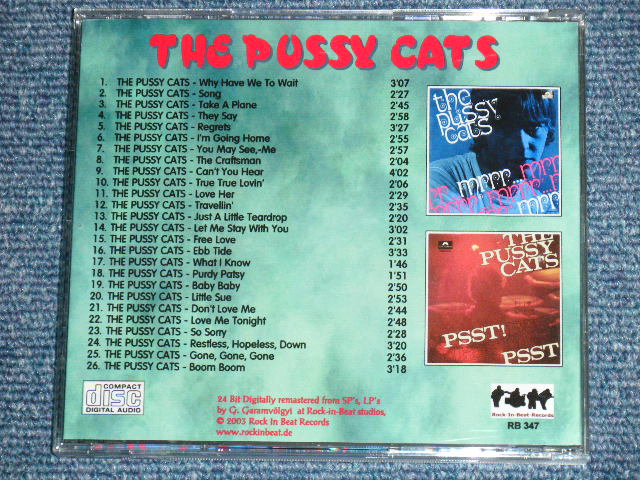 THE PUSSY CATS
1. THE PUSSY CATS - Why Have We To Wait 3'07
2. THE PUSSY CATS - Song 2'27
3. THE PUSSY CATS - Take A Plane 2'45
4. THE PUSSY CATS - They Say 2'58
5. THE PUSSY CATS - Regrets 3'27
6. THE PUSSY CATS - I'm Going Home 2'55
7. THE PUSSY CATS - You May See,-Me 2'57
8. THE PUSSY CATS - The Craftsman 2'04
9. THE PUSSY CATS - Can't You Hear 4'02
10. THE PUSSY CATS - True True Lovin' 2'06
11. THE PUSSY CATS - Love Her 2'29
12. THE PUSSY CATS - Travellin' 2'35
13. THE PUSSY CATS - Just A Little Teardrop 2'20
14. THE PUSSY CATS - Let Me Stay With You 3'02
15. THE PUSSY CATS - Free Love 2'31
16. THE PUSSY CATS - Ebb Tide 3'33
17. THE PUSSY CATS - What I Know 1'46
18. THE PUSSY CATS - Purdy Patsy 1'51
19. THE PUSSY CATS - Baby Baby 2'50
20. THE PUSSY CATS - Little Sue 2'53
21. THE PUSSY CATS - Don't Love Me 2'44
22. THE PUSSY CATS - Love Me Tonight 2'48
23. THE PUSSY CATS - So Sorry 2'28
24. THE PUSSY CATS - Restless, Hopeless, Down 3'20
25. THE PUSSY CATS - Gone, Gone, Gone 2'36
26. THE PUSSY CATS - Boom Boom 3'18
the
pussy
cats
mrrr...mrr
THE
PUSSY
CATS
PSST!
PSST
COMPACT
disc
DIGITAL AUDIO
24 Bit Digitally remastered from SP's, LP's
by G. Garamvölgyi at Rock-in-Beat studios,
© 2003 Rock In Beat Records
www.rockinbeat.de
Rock-In-Beat-Records
RB 347